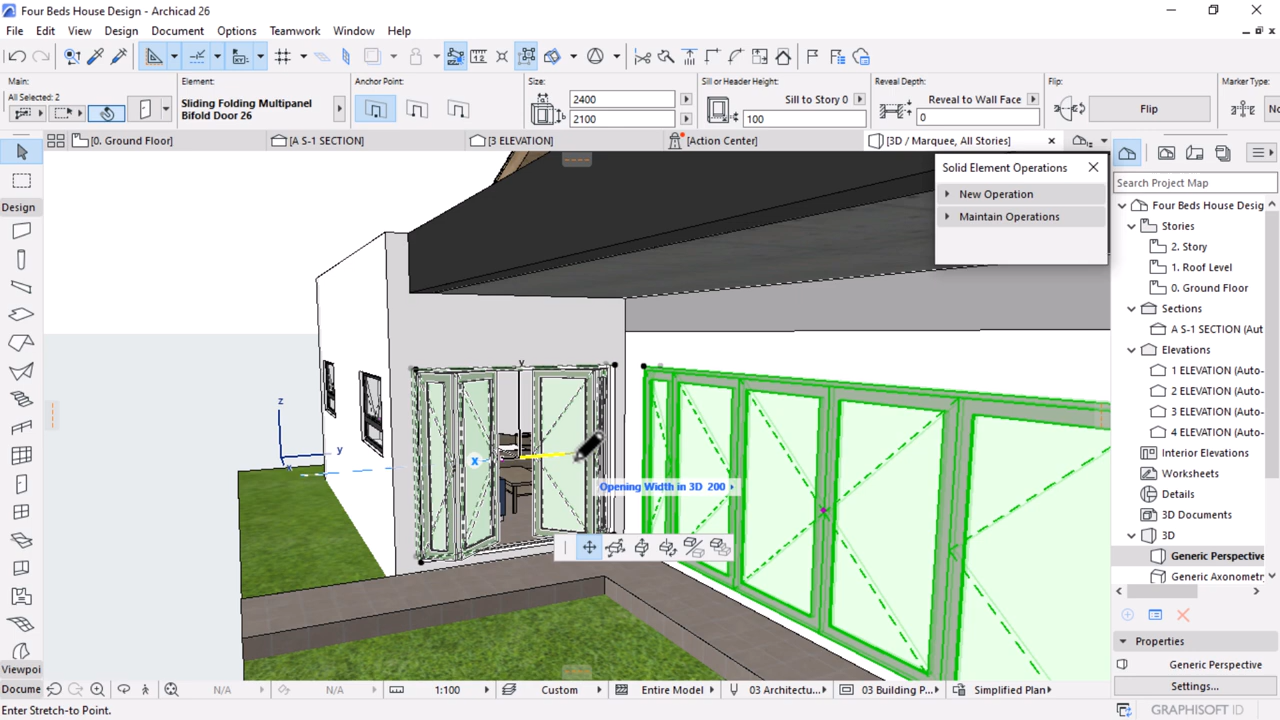 Four Beds House Design - Archicad 26
File Edit View Design Document Options Teamwork Window Help
Main:
All Selected: 2
Element:
Sliding Folding Multipanel
Bifold Door 26
Anchor Point:
Size:
2400
2100
Sill or Header Height:
Sill to Story 0
100
Reveal Depth:
Reveal to Wall Face
0
Flip:
Flip
Marker Type:
No
[0. Ground Floor]
[A S-1 SECTION]
[3 ELEVATION]
[Action Center]
[3D / Marquee, All Stories]
Design
Solid Element Operations
New Operation
Maintain Operations
z
y
x
y
X
Opening Width in 3D 200
Search Project Map
Four Beds House Desig
Stories
2. Story
1. Roof Level
0. Ground Floor
Sections
A S-1 SECTION (Aut
Elevations
1 ELEVATION (Auto-
2 ELEVATION (Auto-
3 ELEVATION (Auto-
4 ELEVATION (Auto-
Interior Elevations
Worksheets
Details
3D Documents
3D
Generic Perspective
Generic Axonometr
Properties
Generic Perspective
Settings...
GRAPHISOFT ID
Viewpoi
Docume
N/A
N/A
1:100
Custom
Entire Model
03 Architectu...
03 Building P...
Simplified Plan
Enter Stretch-to Point.